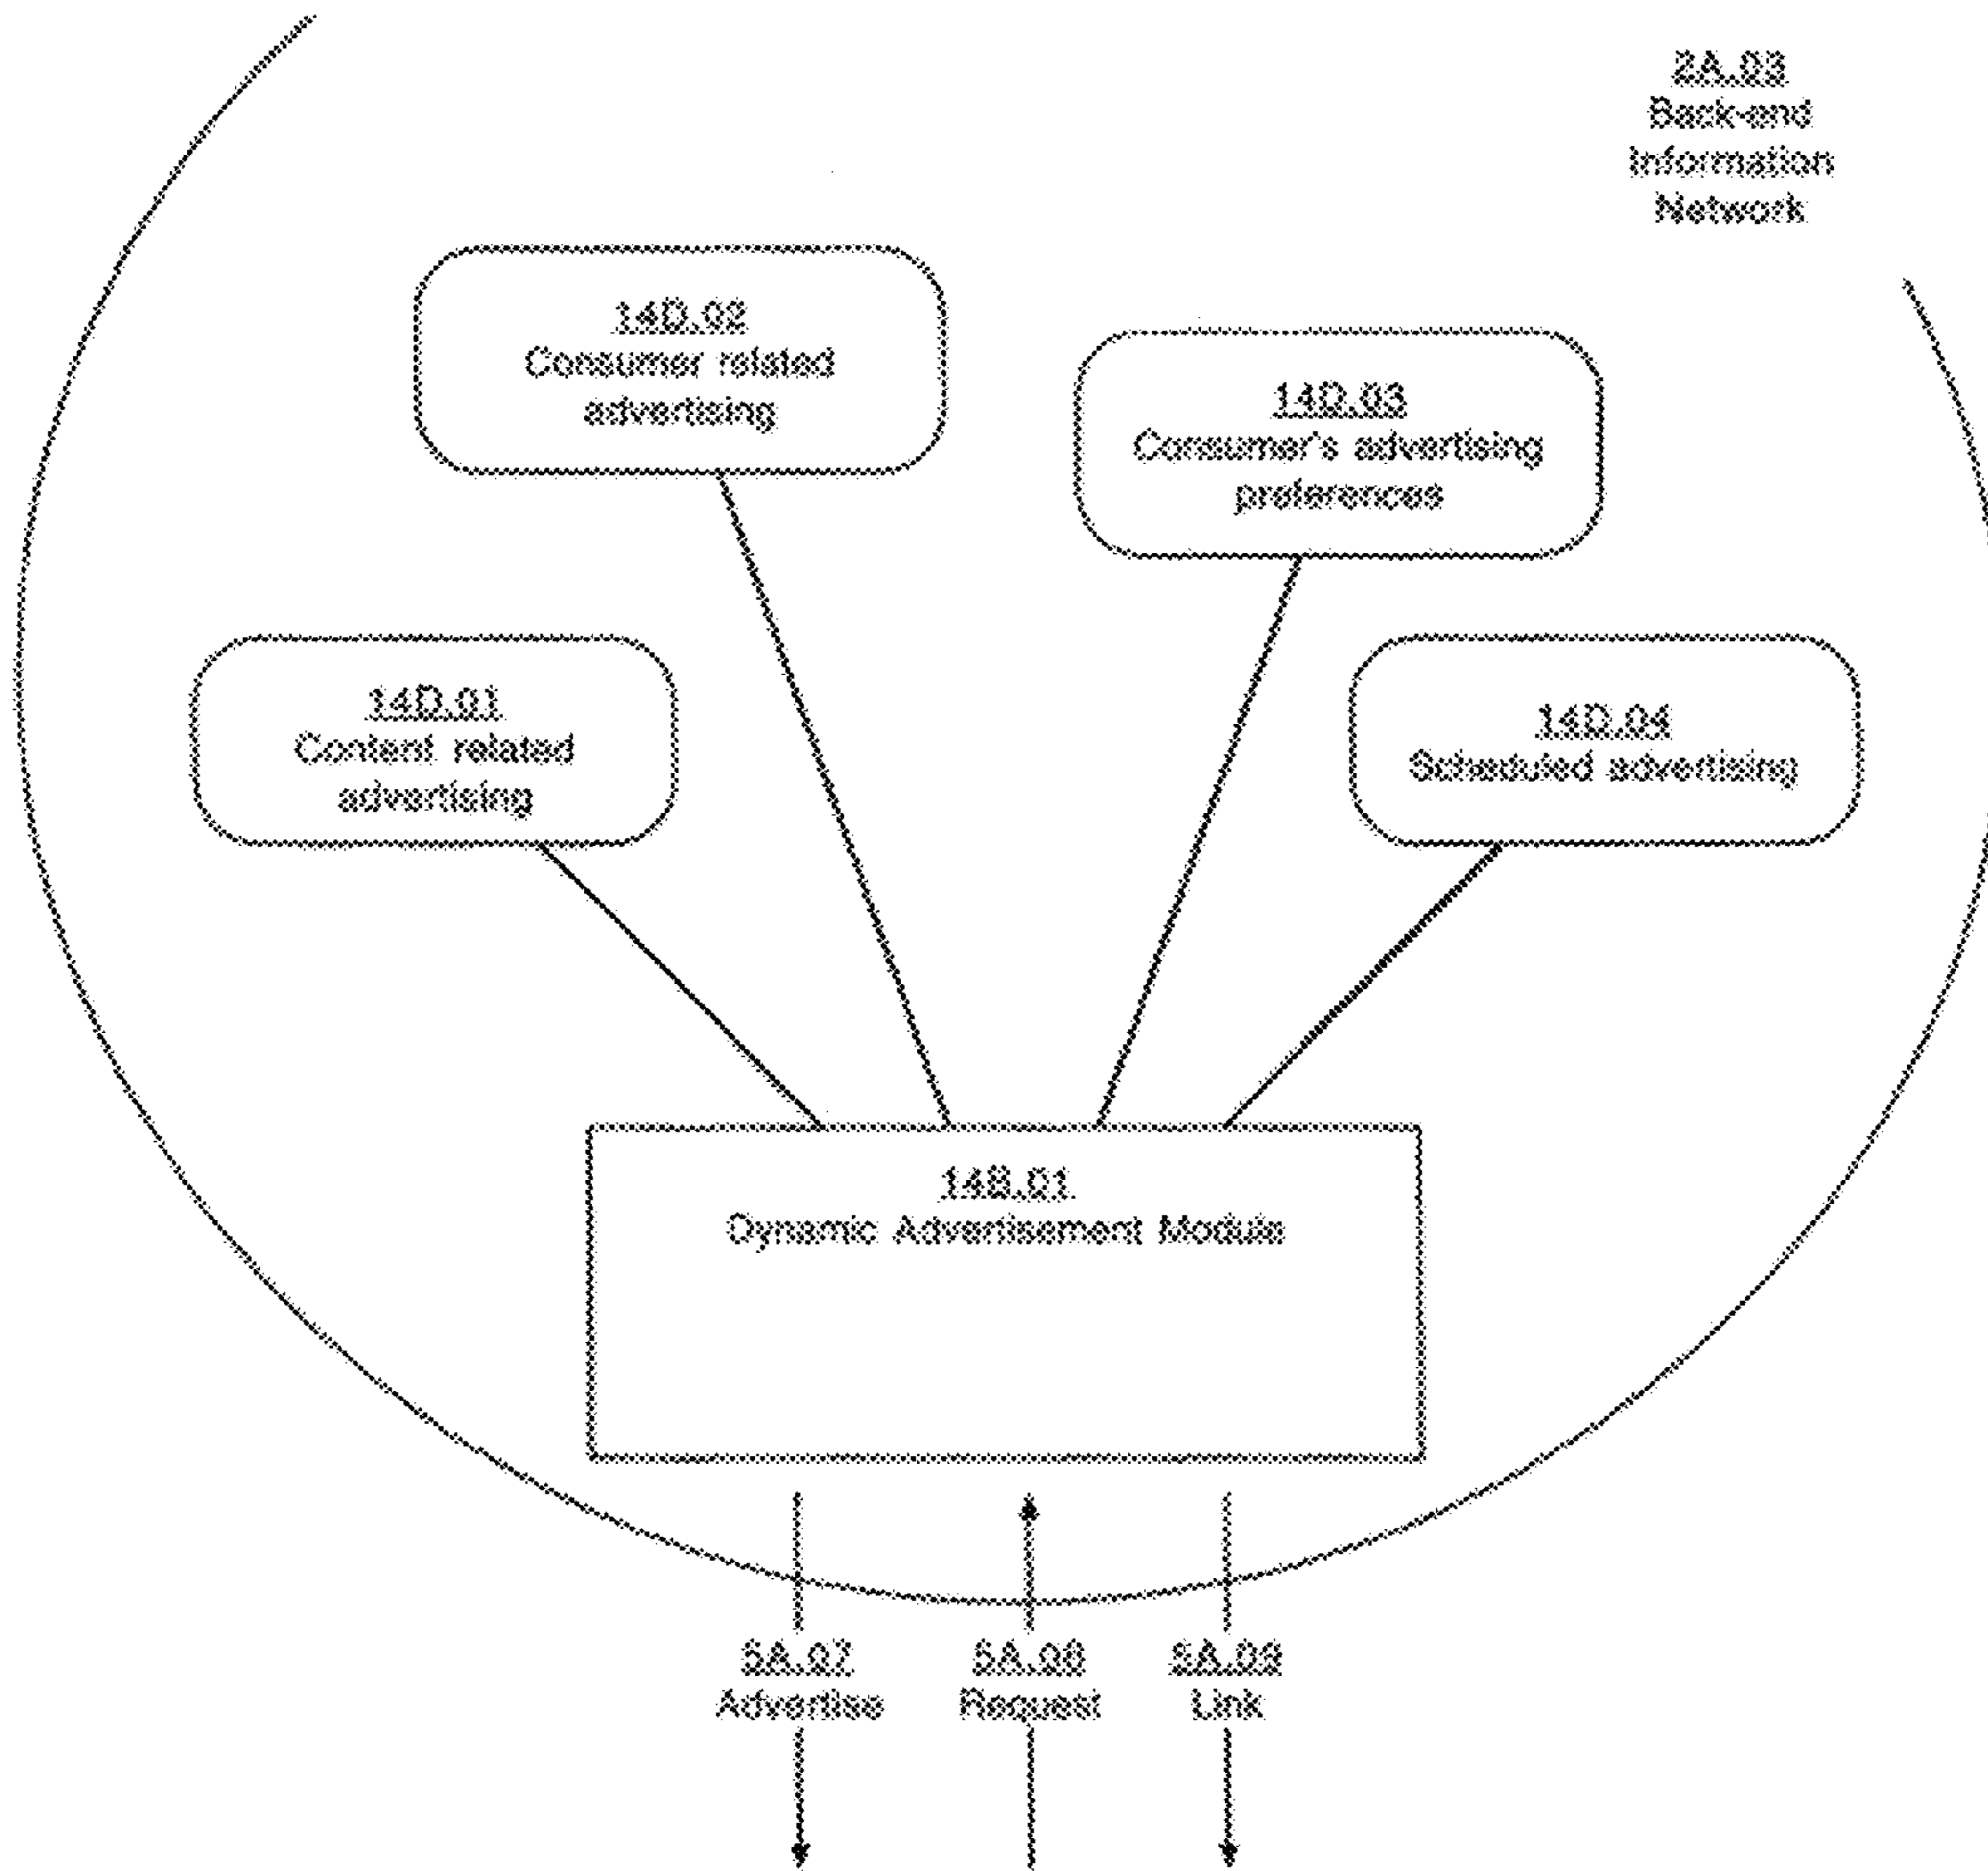 2A.03
Back-end
Information
Network
14D.02
Consumer related
advertising
14D.03
Consumer's advertising
preferences
14D.01
Content related
advertising
14D.04
Scheduled advertising
14B.01
Dynamic Advertisement Module
5A.07
Advertise
5A.08
Request
5A.09
Link